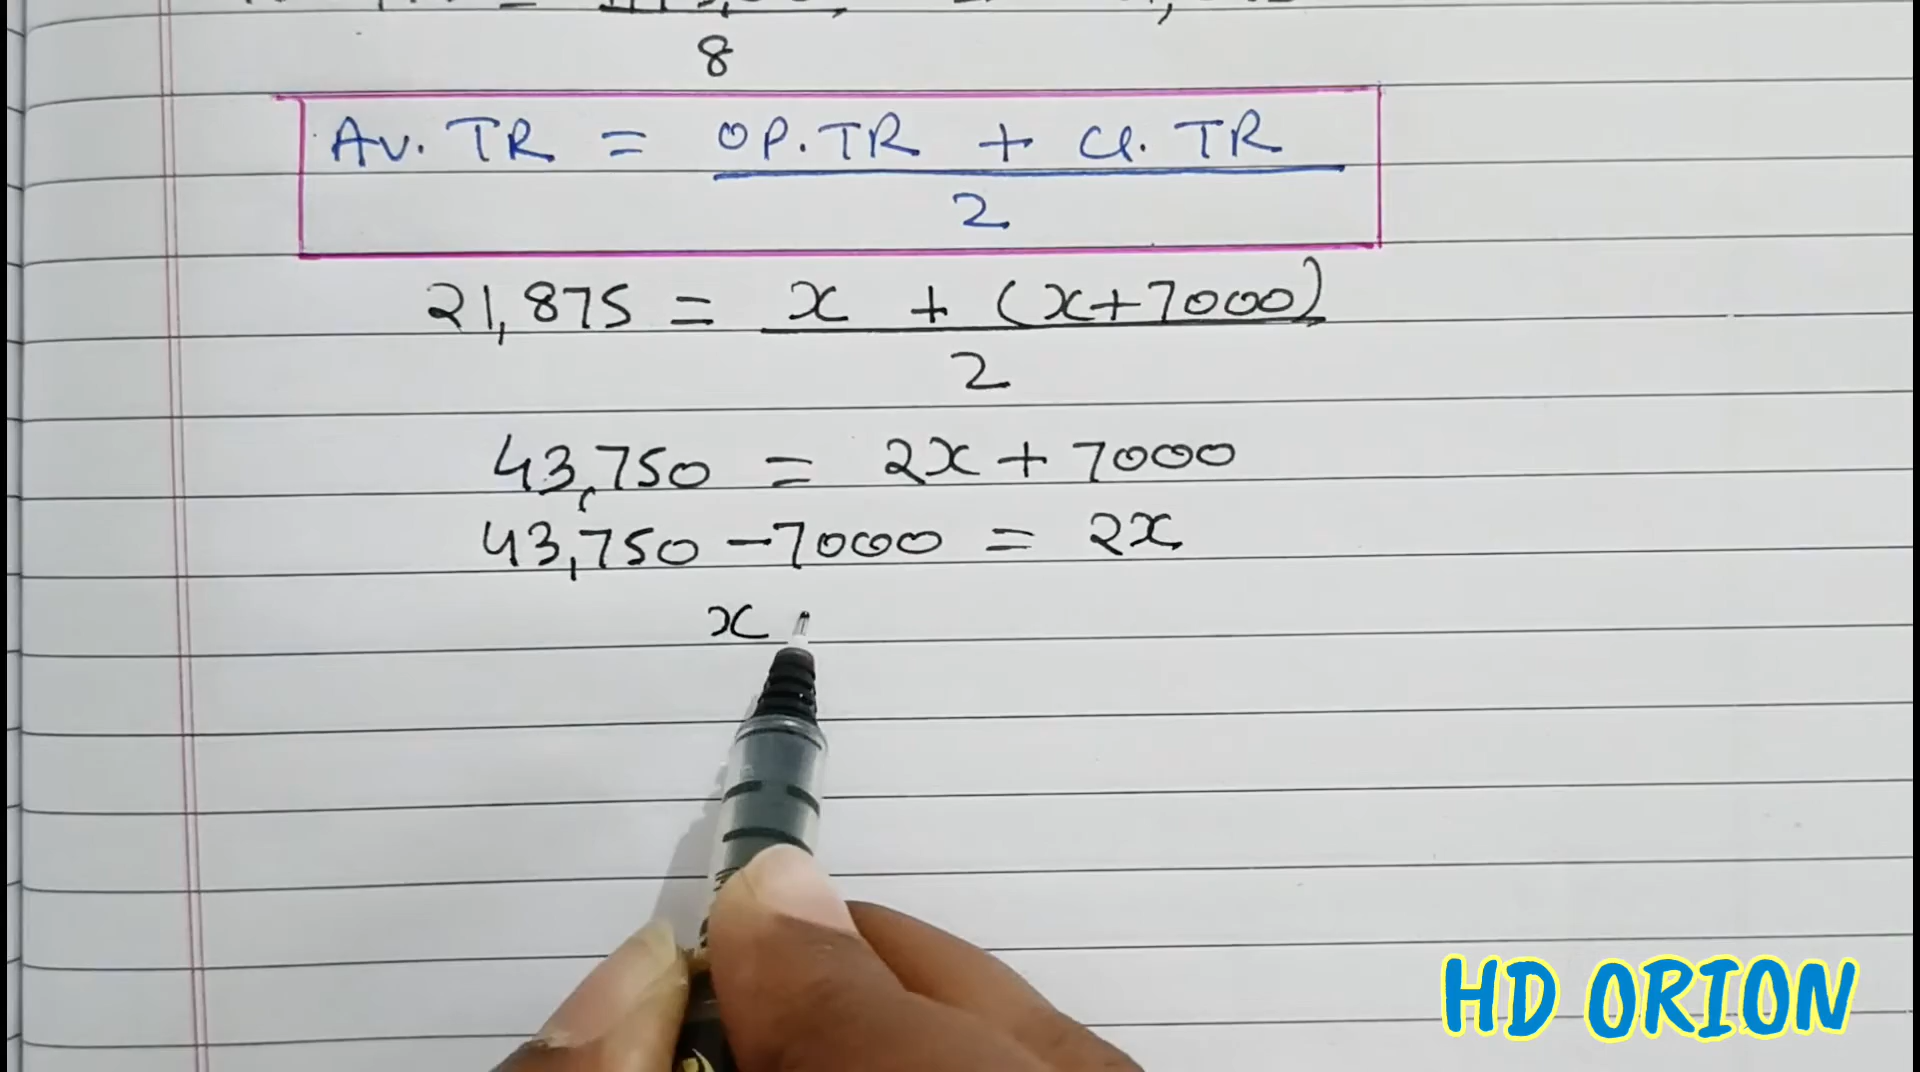 8
Av. TR = OP. TR + Cl. TR
2
21,875 = x + (x+7000)
2
43,750 = 2x + 7000
43,750 - 7000 = 2x
x
HD ORION